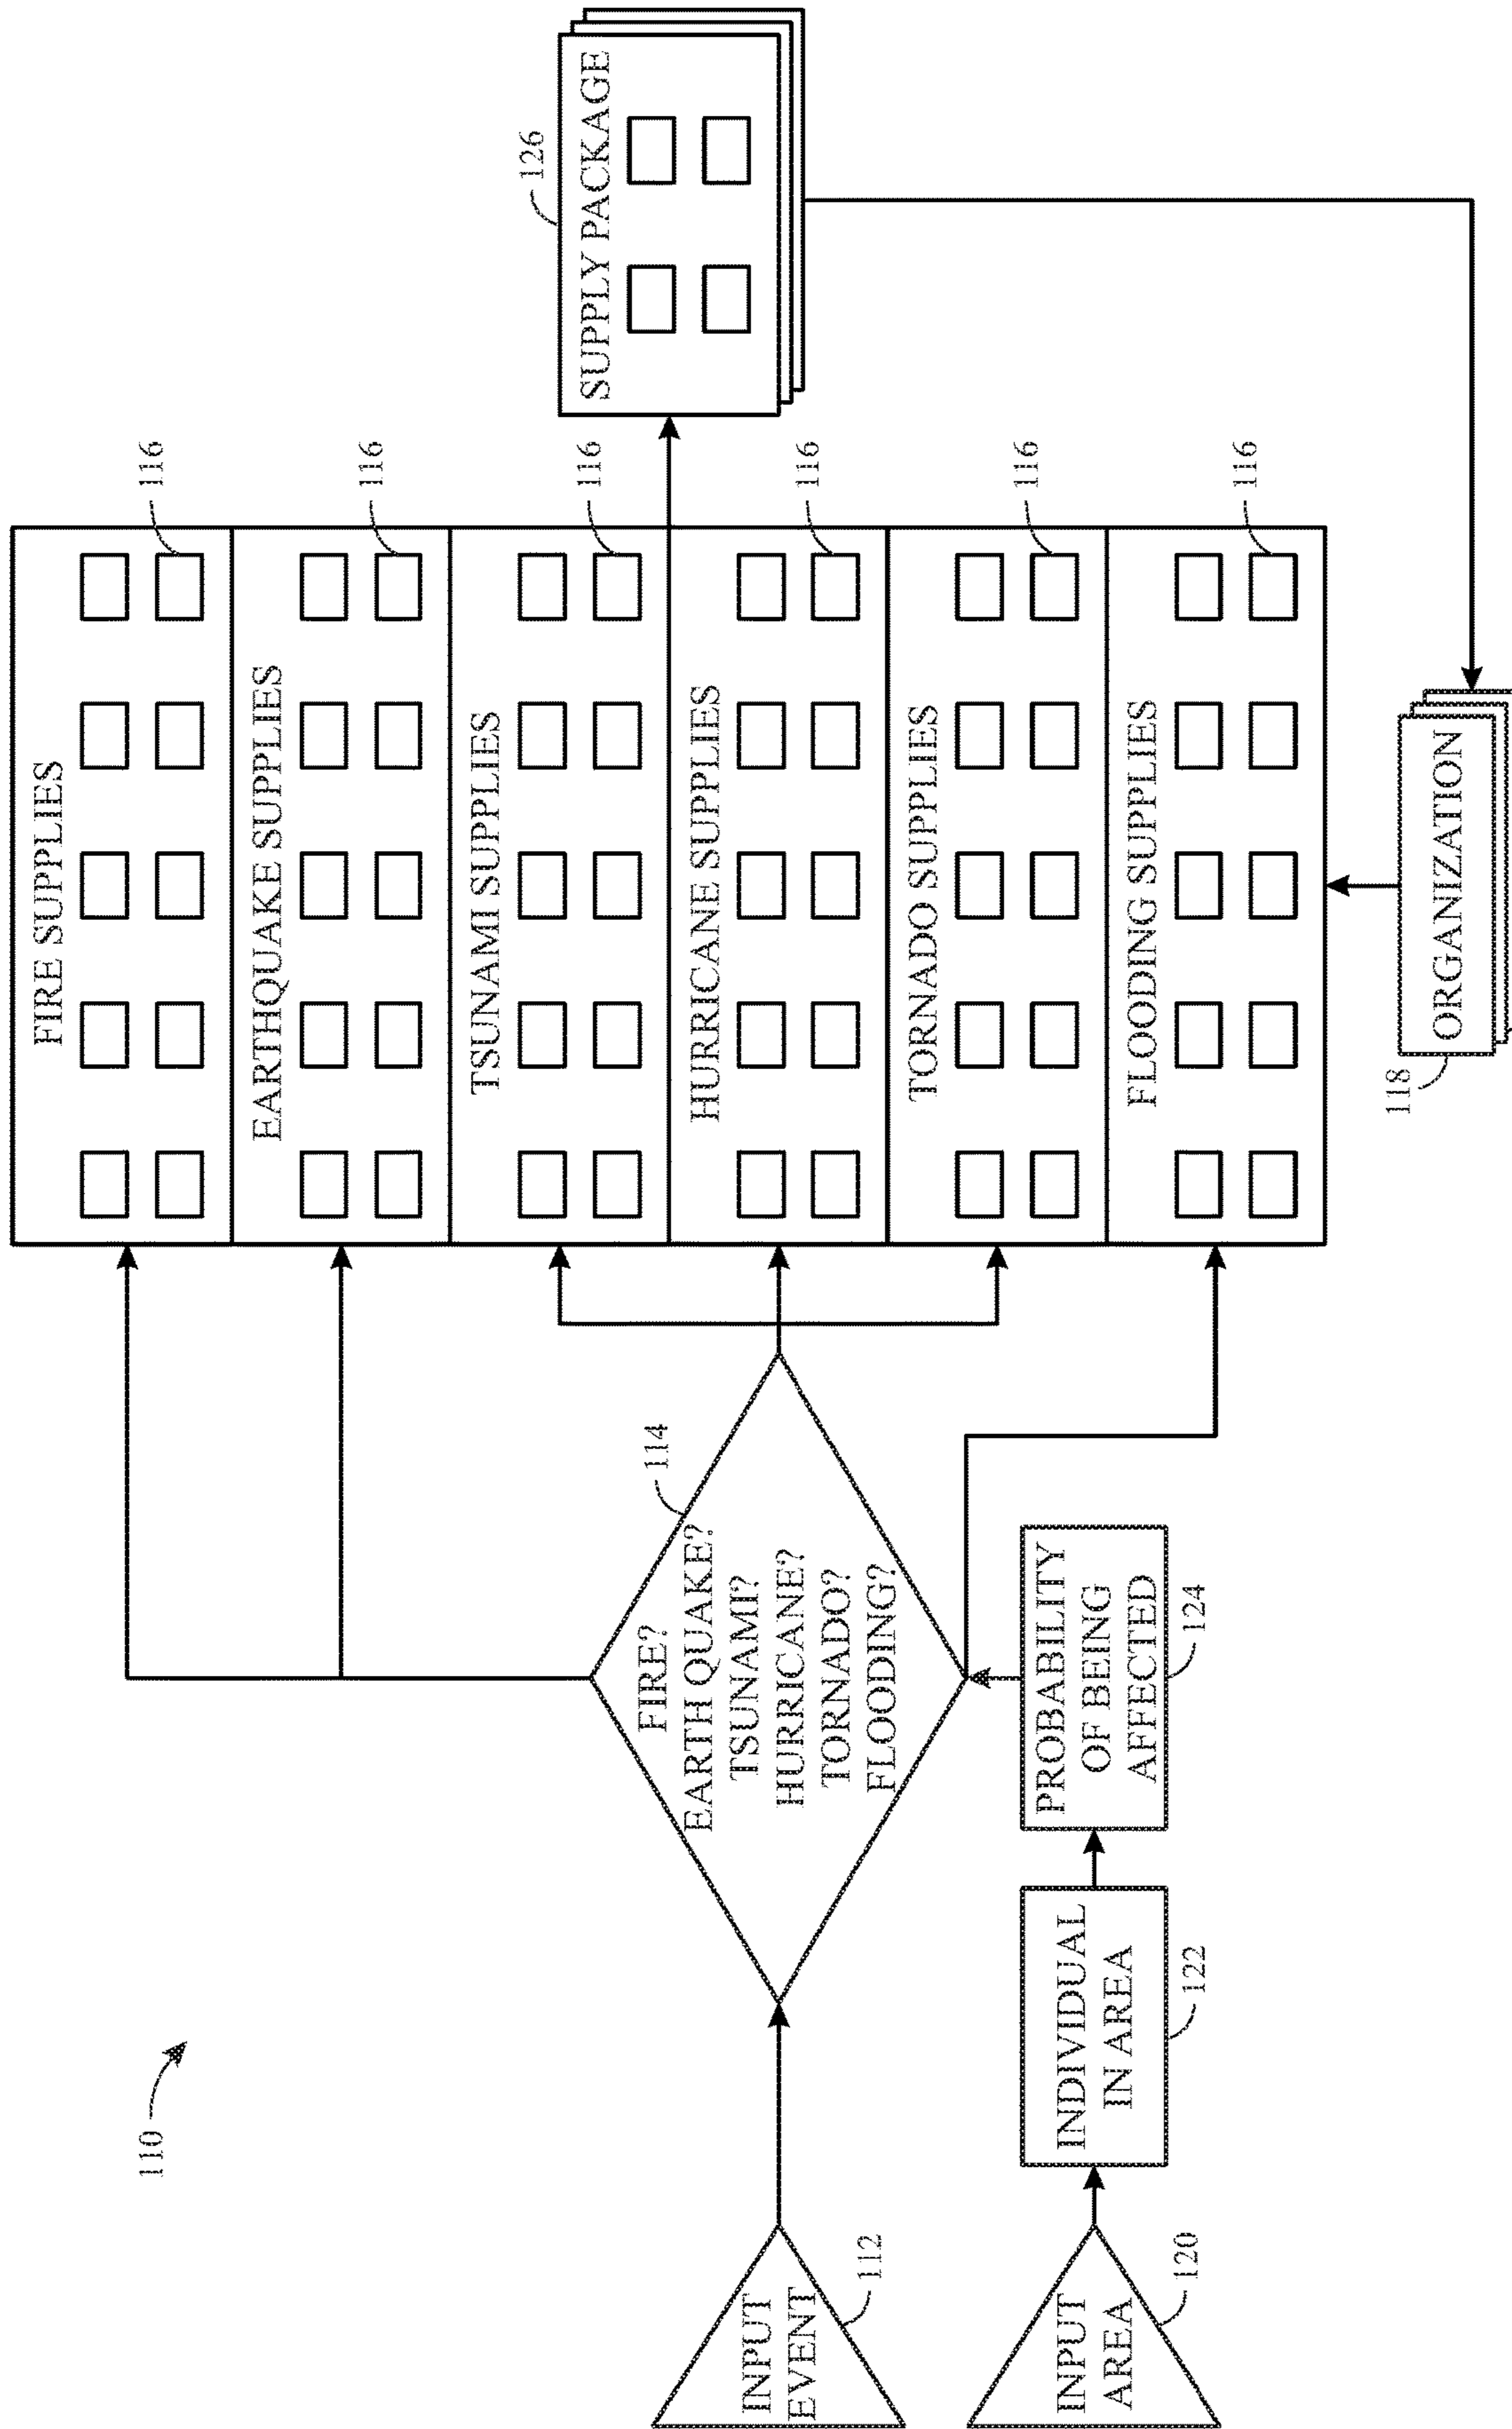 110
INPUT
EVENT
112
INPUT
AREA
120
INDIVIDUAL
IN AREA
122
PROBABILITY
OF BEING
AFFECTED
124
FIRE?
EARTH QUAKE?
TSUNAMI?
HURRICANE?
TORNADO?
FLOODING?
114
FIRE SUPPLIES
116
EARTHQUAKE SUPPLIES
116
TSUNAMI SUPPLIES
116
HURRICANE SUPPLIES
116
TORNADO SUPPLIES
116
FLOODING SUPPLIES
116
118
ORGANIZATION
126
SUPPLY PACKAGE